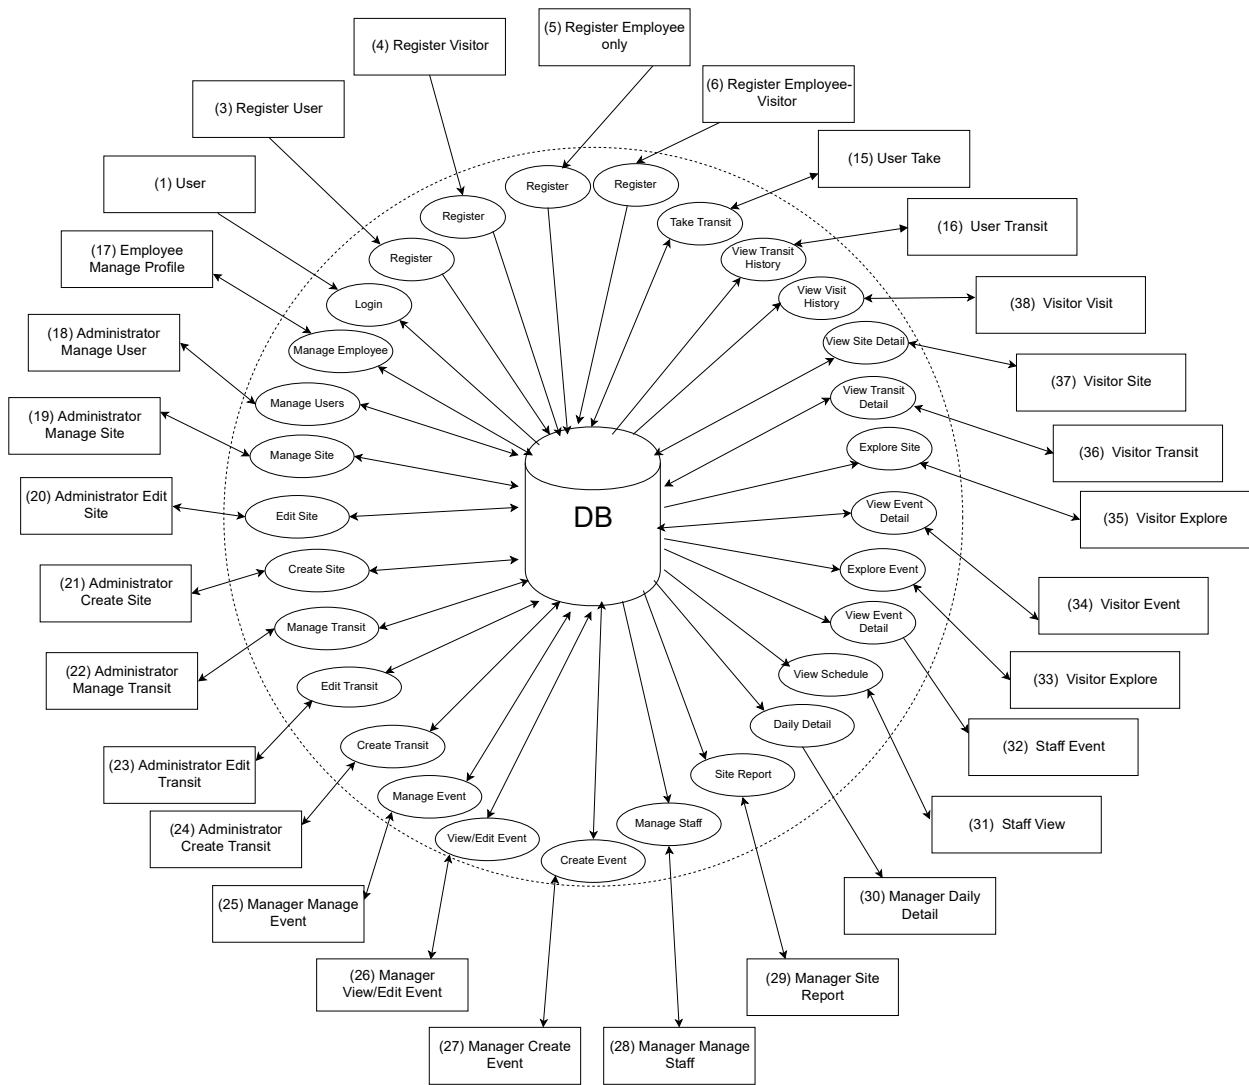 (5) Register Employee
only
(4) Register Visitor
(6) Register Employee-
Visitor
(3) Register User
(15) User Take
(1) User
(16)  User Transit
(17) Employee
Manage Profile
(38)  Visitor Visit
(18) Administrator
Manage User
(37)  Visitor Site
(19) Administrator
Manage Site
(36)  Visitor Transit
(20) Administrator Edit
Site
(35)  Visitor Explore
(21) Administrator
Create Site
(34)  Visitor Event
(22) Administrator
Manage Transit
(33)  Visitor Explore
(23) Administrator Edit
Transit
(32)  Staff Event
(24) Administrator
Create Transit
(31)  Staff View
(25) Manager Manage
Event
(30) Manager Daily
Detail
(26) Manager
View/Edit Event
(29) Manager Site
Report
(27) Manager Create
Event
(28) Manager Manage
Staff
Register
Register
Register
Register
Take Transit
View Transit
History
View Visit
History
Login
Manage Employee
View Site Detail
Manage Users
View Transit
Detail
Manage Site
Explore Site
Edit Site
View Event
Detail
DB
Create Site
Explore Event
Manage Transit
View Event
Detail
Edit Transit
View Schedule
Create Transit
Daily Detail
Manage Event
Site Report
View/Edit Event
Manage Staff
Create Event